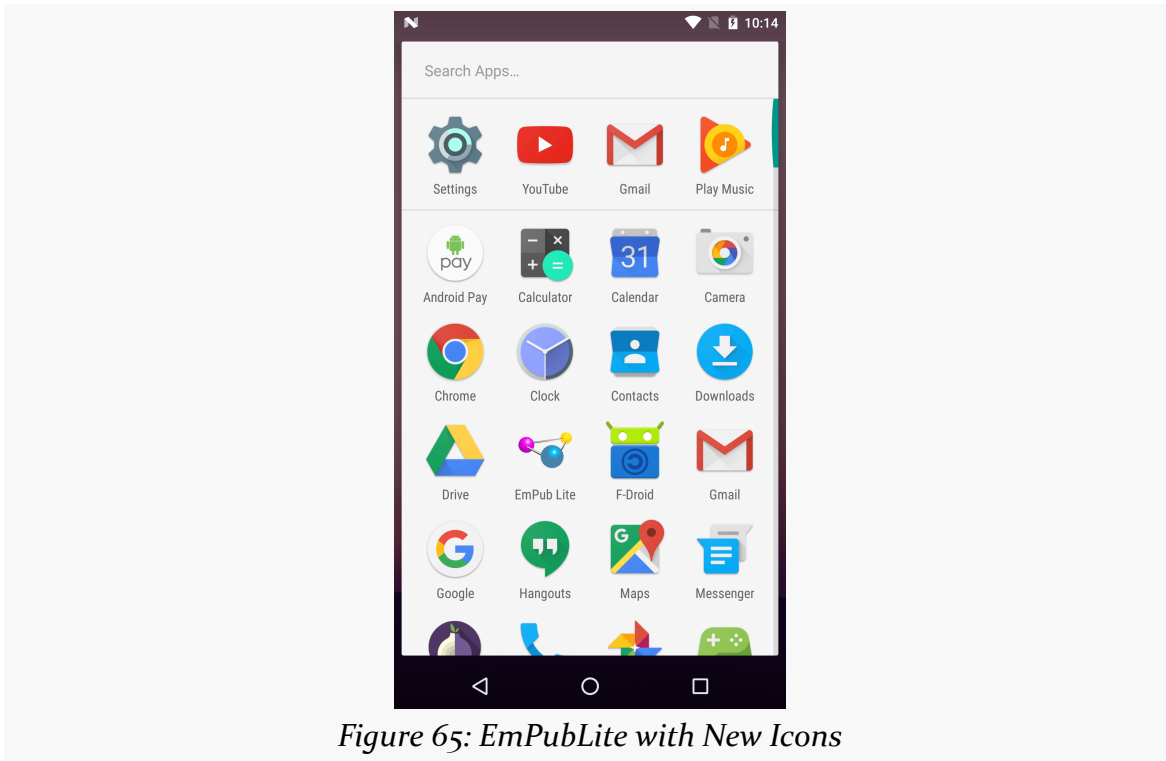 10:14
Search Apps...
Settings YouTube Gmail Play Music
pay 31
Android Pay Calculator Calendar Camera
Chrome Clock Contacts Downloads
Drive EmPub Lite F-Droid Gmail
G
Google Hangouts Maps Messenger
Figure 65: EmPubLite with New Icons